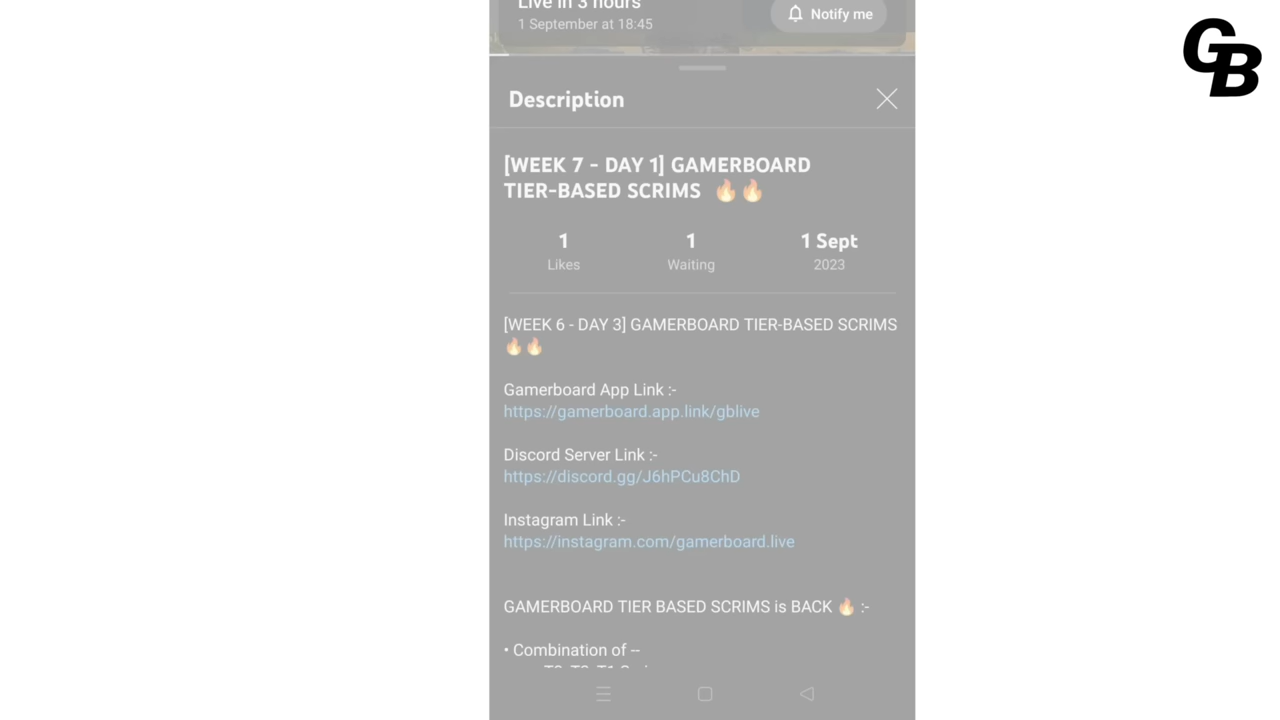 Live in 3 hours
1 September at 18:45
Notify me
GB
Description
[WEEK 7 - DAY 1] GAMERBOARD
TIER-BASED SCRIMS 🔥🔥
1
Likes
1
Waiting
1 Sept
2023
[WEEK 6 - DAY 3] GAMERBOARD TIER-BASED SCRIMS
🔥🔥
Gamerboard App Link :-
https://gamerboard.app.link/gblive
Discord Server Link :-
https://discord.gg/J6hPCu8ChD
Instagram Link :-
https://instagram.com/gamerboard.live
GAMERBOARD TIER BASED SCRIMS is BACK 🔥 :-
• Combination of --